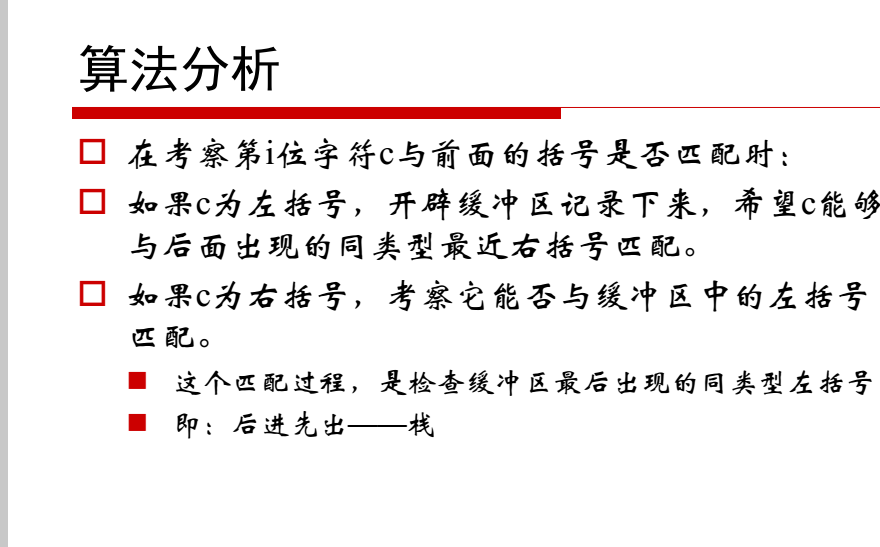 算法分析
在考察第i位字符c与前面的括号是否匹配时：
如果c为左括号，开辟缓冲区记录下来，希望c能够
与后面出现的同类型最近右括号匹配。
如果c为右括号，考察它能否与缓冲区中的左括号
匹配。
这个匹配过程，是检查缓冲区最后出现的同类型左括号
即：后进先出——栈